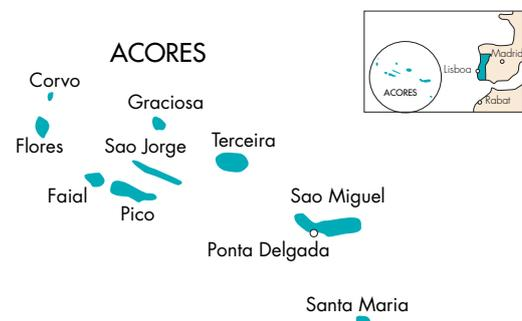 ACORES
Corvo
Graciosa
Flores
Sao Jorge
Terceira
Faial
Pico
Sao Miguel
Ponta Delgada
Santa Maria
Madrid
Lisboa
ACORES
Rabat